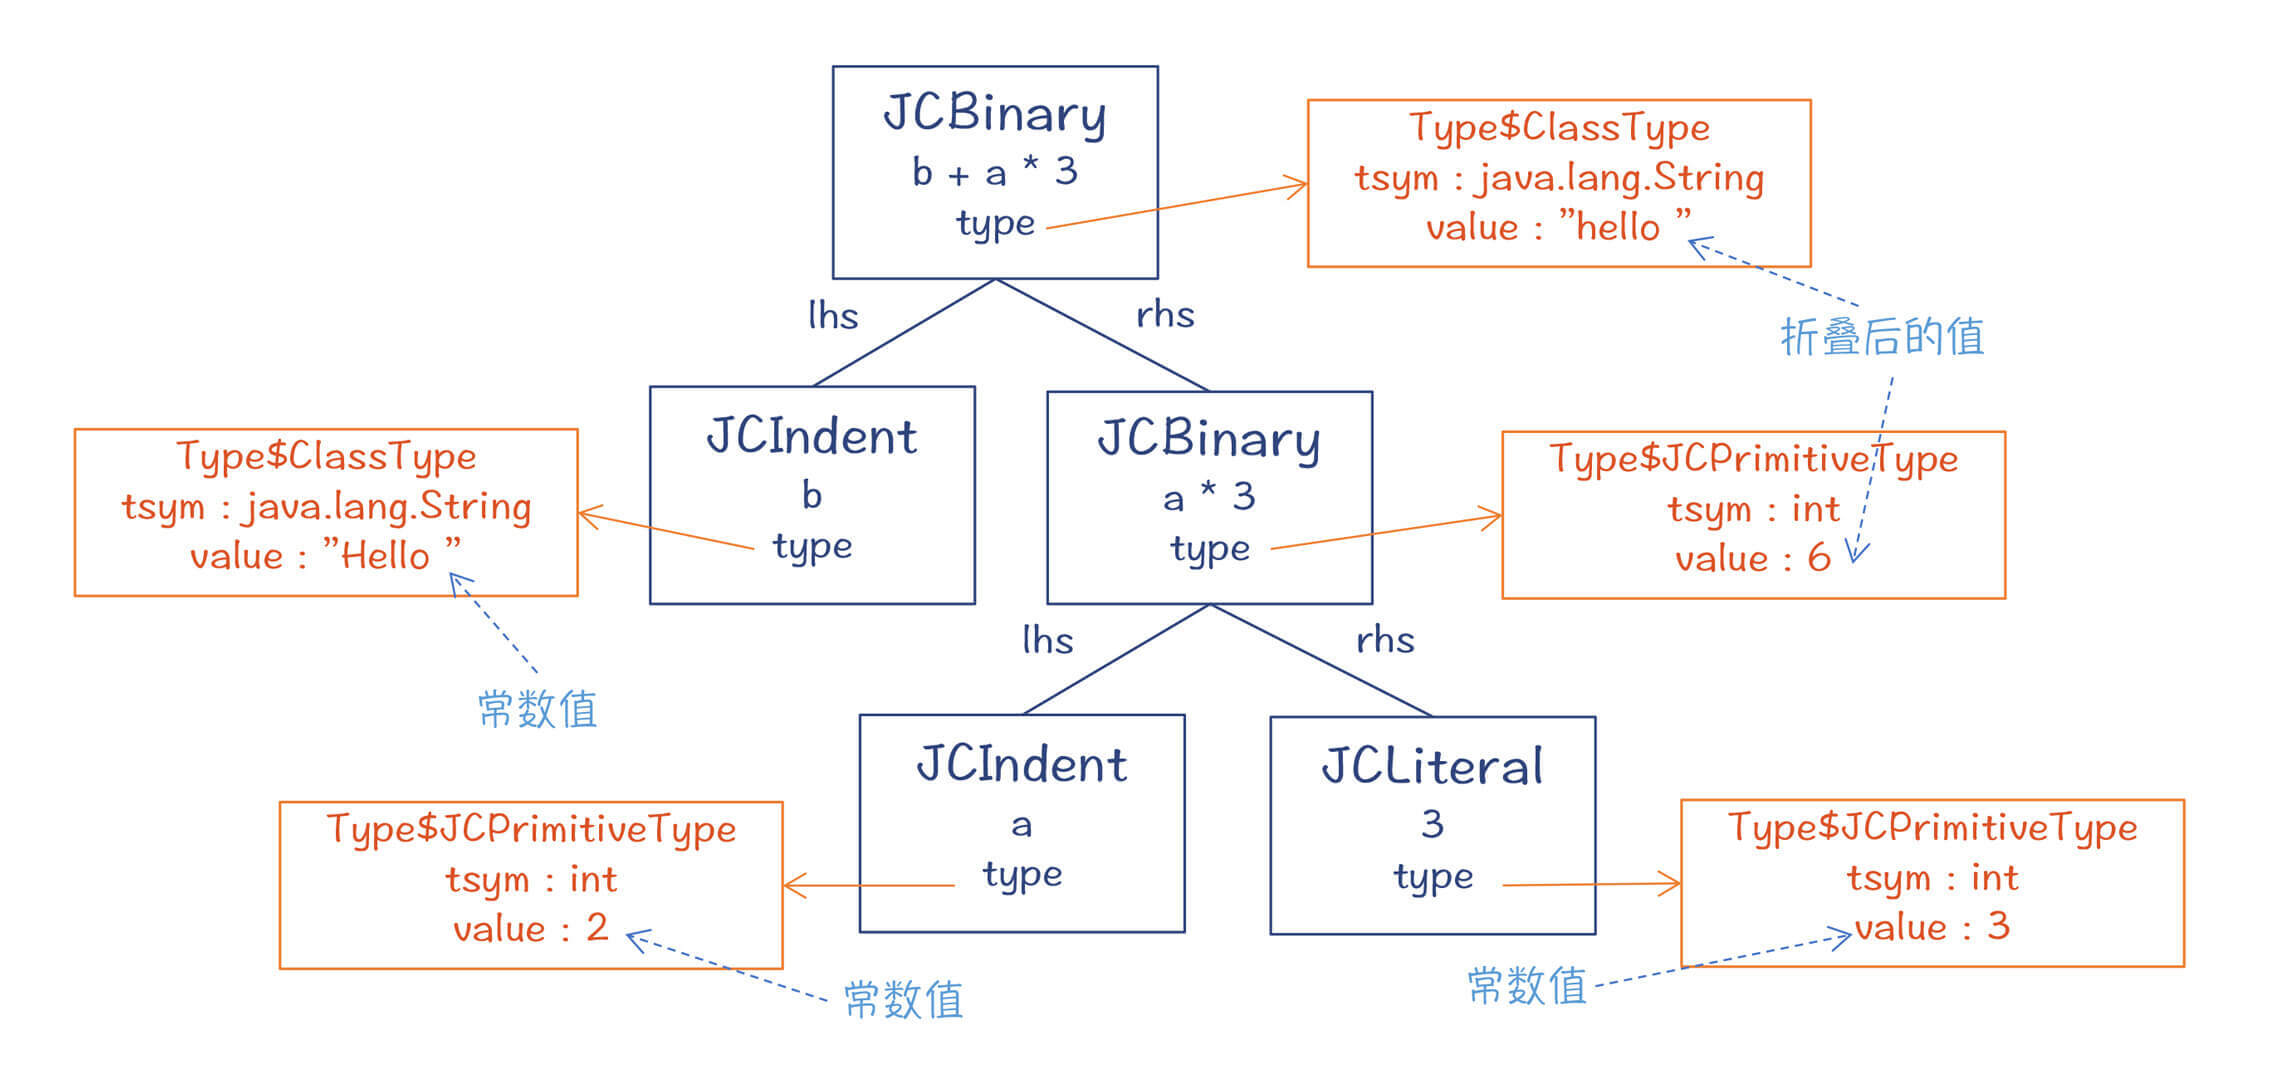 JCBinary
b + a * 3
type
Type$ClassType
tsym : java.lang.String
value : ”hello ”
lhs
rhs
折叠后的值
Type$ClassType
tsym : java.lang.String
value : ”Hello ”
JCIndent
b
type
JCBinary
a * 3
type
Type$JCPrimitiveType
tsym : int
value : 6
lhs
rhs
常数值
Type$JCPrimitiveType
tsym : int
value : 2
JCIndent
a
type
JCLiteral
3
type
Type$JCPrimitiveType
tsym : int
value : 3
常数值
常数值